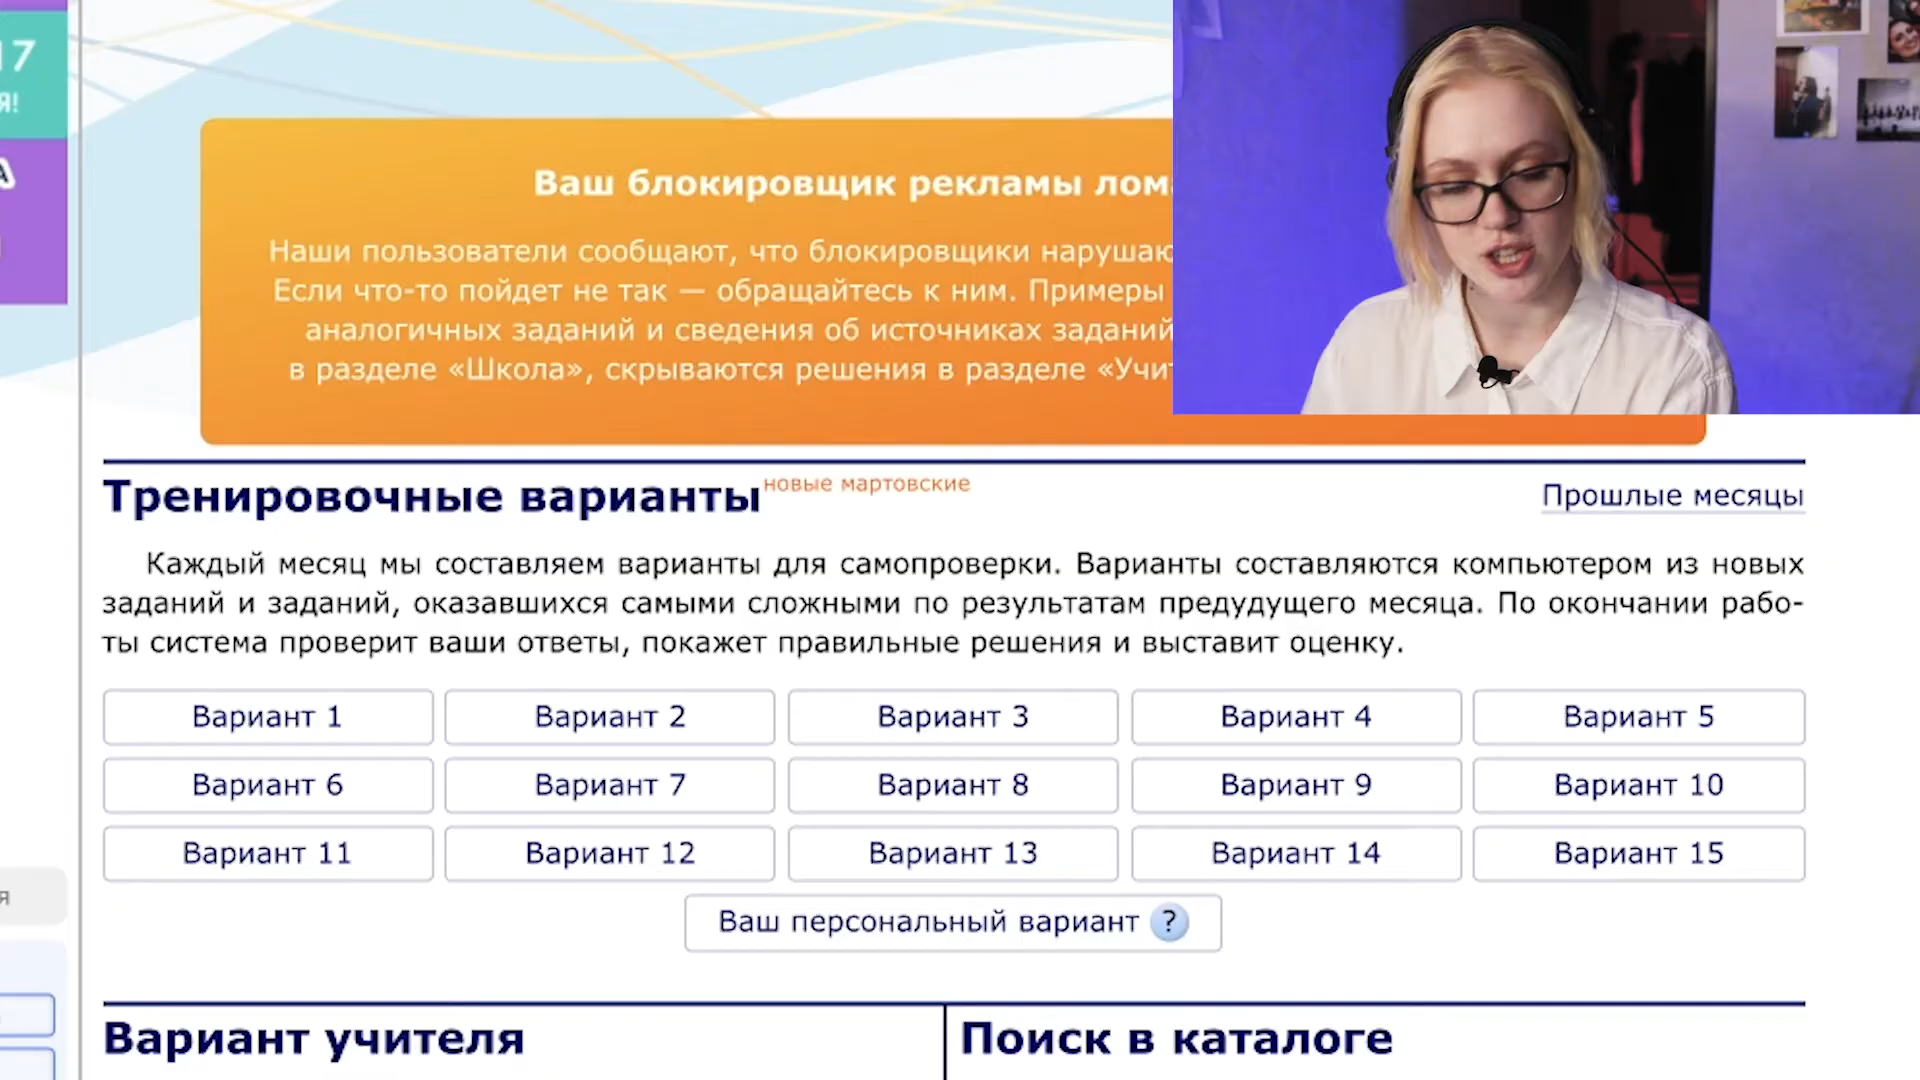 17
Я!
А
Ваш блокировщик рекламы лом
Наши пользователи сообщают, что блокировщики нарушаю
Если что-то пойдет не так — обращайтесь к ним. Примеры
аналогичных заданий и сведения об источниках заданий
в разделе «Школа», скрываются решения в разделе «Учи
Тренировочные варианты новые мартовские
Прошлые месяцы
Каждый месяц мы составляем варианты для самопроверки. Варианты составляются компьютером из новых
заданий и заданий, оказавшихся самыми сложными по результатам предудущего месяца. По окончании рабо-
ты система проверит ваши ответы, покажет правильные решения и выставит оценку.
Вариант 1 Вариант 2 Вариант 3 Вариант 4 Вариант 5
Вариант 6 Вариант 7 Вариант 8 Вариант 9 Вариант 10
Вариант 11 Вариант 12 Вариант 13 Вариант 14 Вариант 15
я
Ваш персональный вариант ?
Вариант учителя
Поиск в каталоге